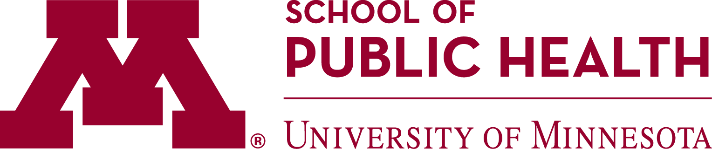 M®
SCHOOL OF
PUBLIC HEALTH
UNIVERSITY OF MINNESOTA